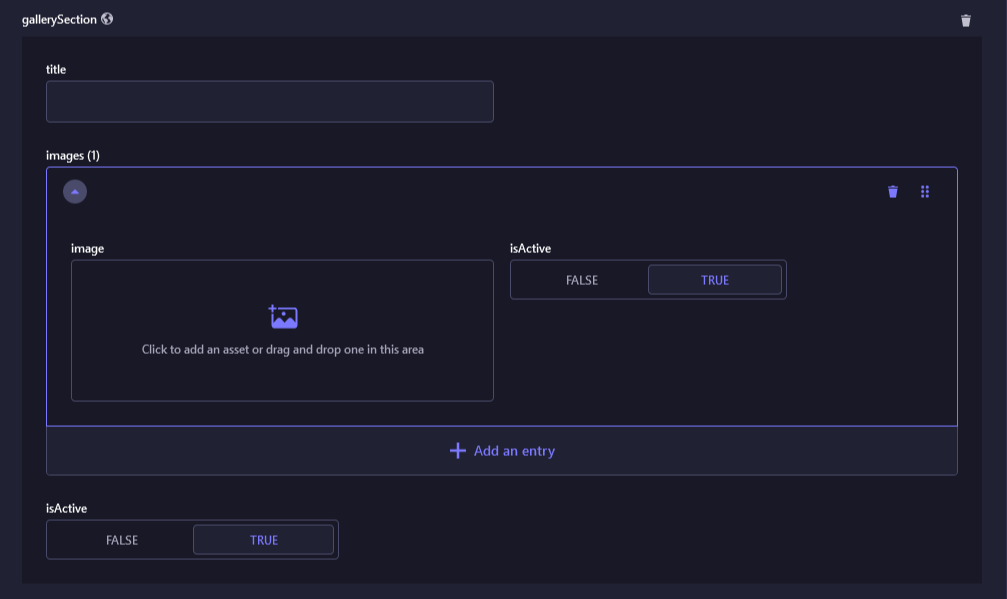 gallerySection
title
images (1)
image
isActive
FALSE
TRUE
Click to add an asset or drag and drop one in this area
Add an entry
isActive
FALSE
TRUE